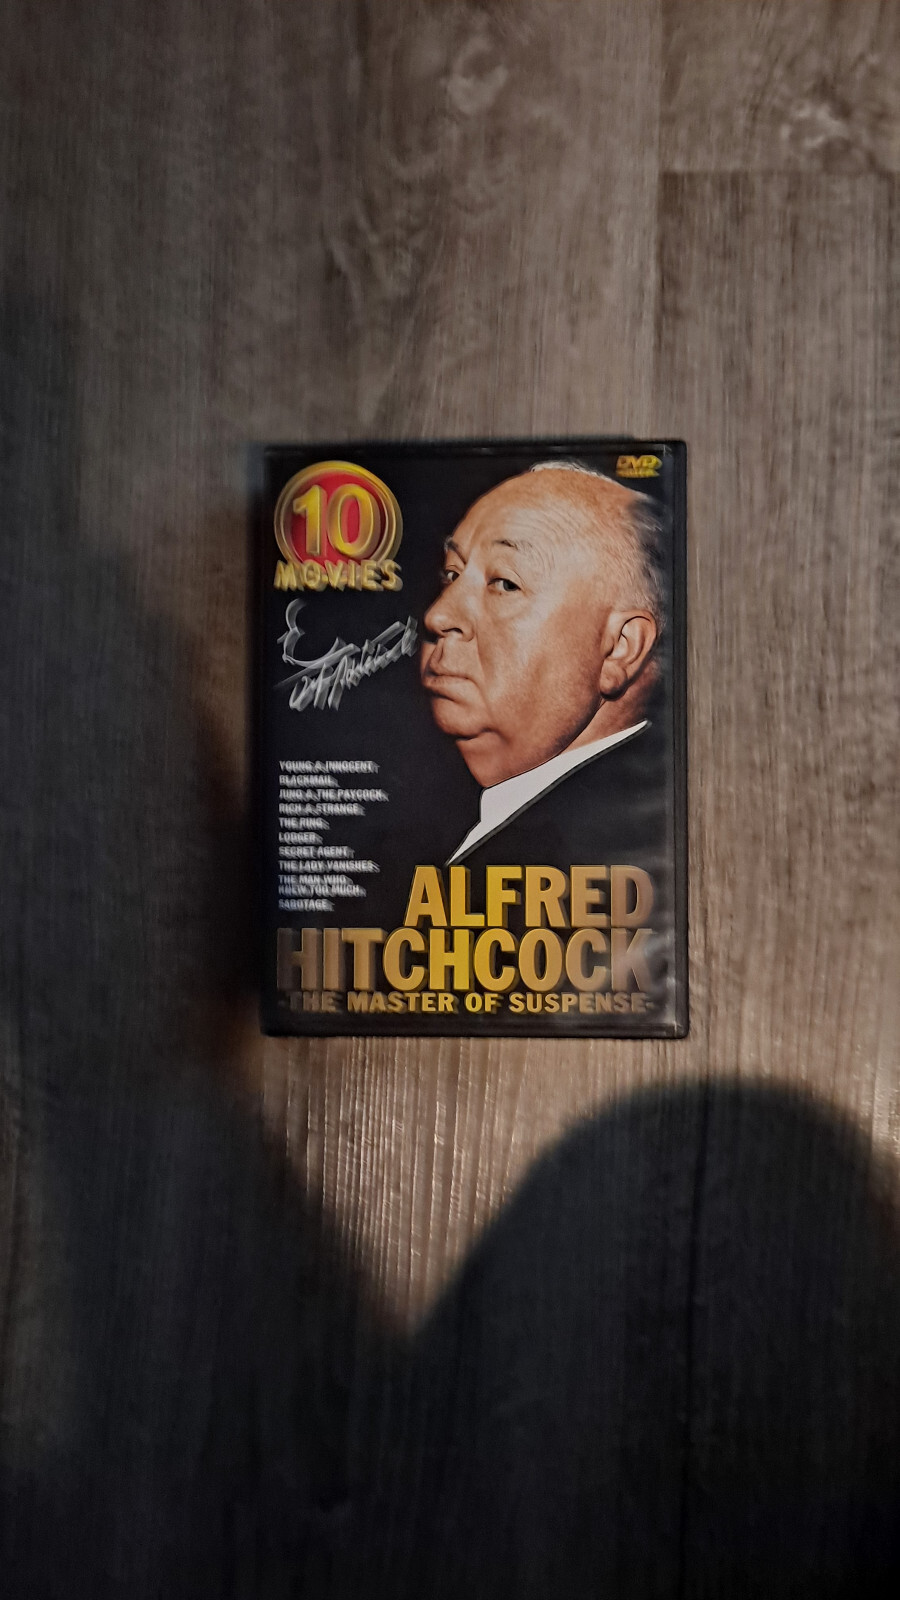 10
MOVIES
DVD
YOUNG & INNOCENT
BLACKMAIL
JUNO & THE PAYCOCK
RICH & STRANGE
THE RING
LODGER
SECRET AGENT
THE LADY VANISHES
THE MAN WHO
KNEW TOO MUCH
SABOTAGE
ALFRED
HITCHCOCK
-THE MASTER OF SUSPENSE-